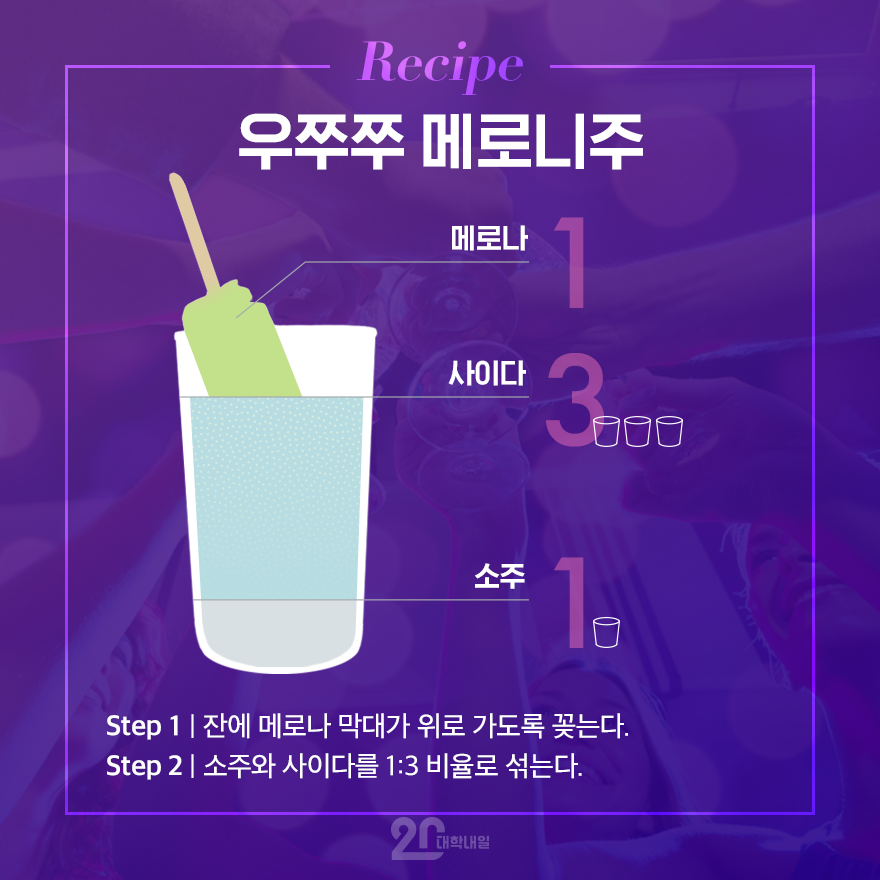 Recipe
우쭈쭈 메로니주
메로나 1
사이다 3
소주 1
Step 1 | 잔에 메로나 막대가 위로 가도록 꽂는다.
Step 2 | 소주와 사이다를 1:3 비율로 섞는다.
20 대학내일